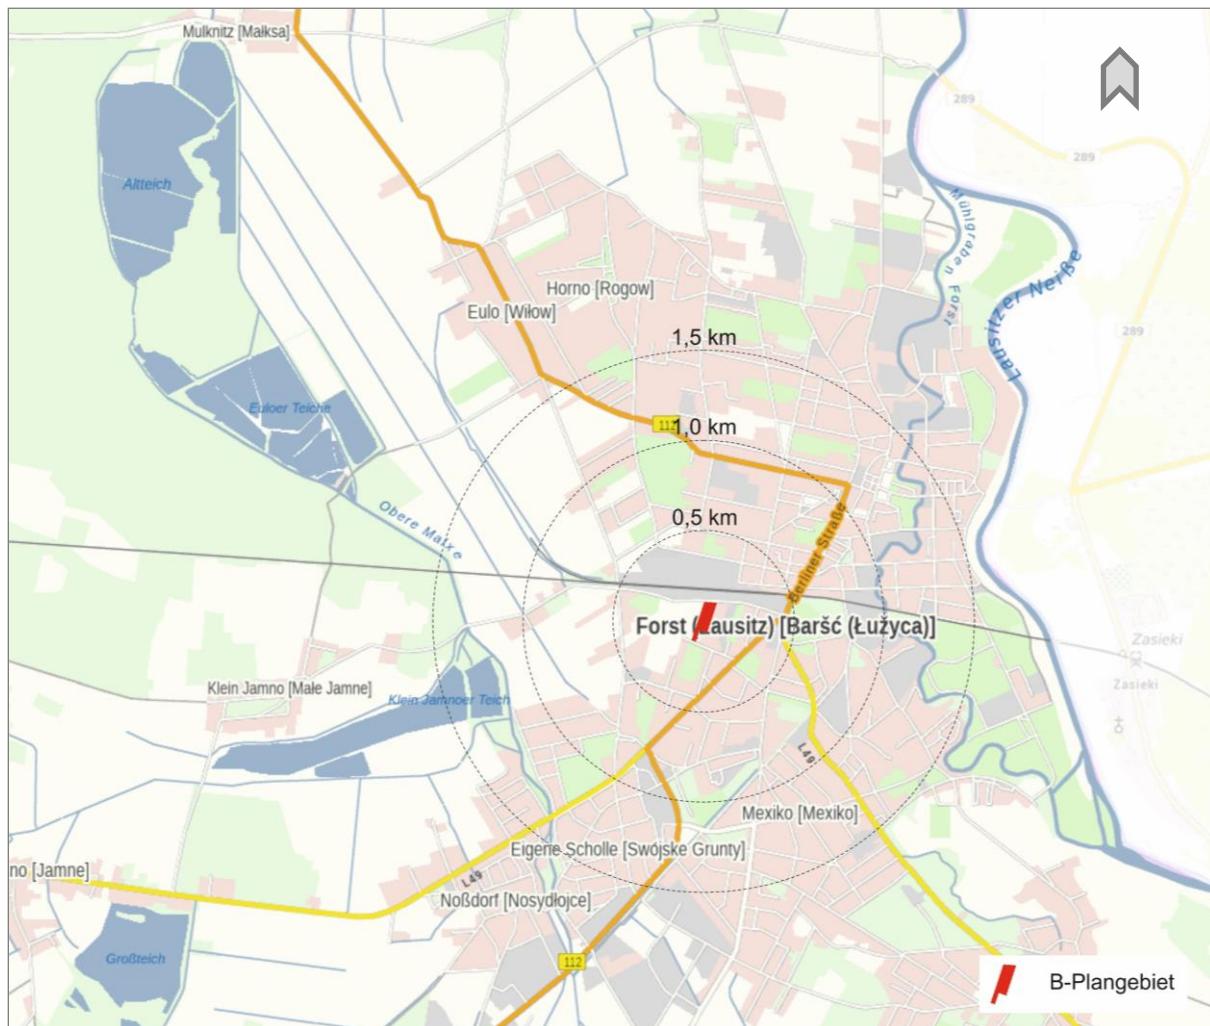 Mulknitz [Małksa]
289
289
Altteich
Mühlgraben Forst
Lausitzer Neiße
Horno [Rogow]
Eulo [Wiłow]
289
1,5 km
Euloer Teiche
112
1,0 km
Obere Malxe
0,5 km
Berliner Straße
Forst (Lausitz) [Baršć (Łužyca)]
Zasieki
Zasieki
Klein Jamno [Małe Jamne]
Klein Jamnoer Teich
L49
Mexiko [Mexiko]
Eigene Scholle [Swójske Grunty]
no [Jamne]
L49
Noßdorf [Nosydłojce]
Großteich
112
B-Plangebiet